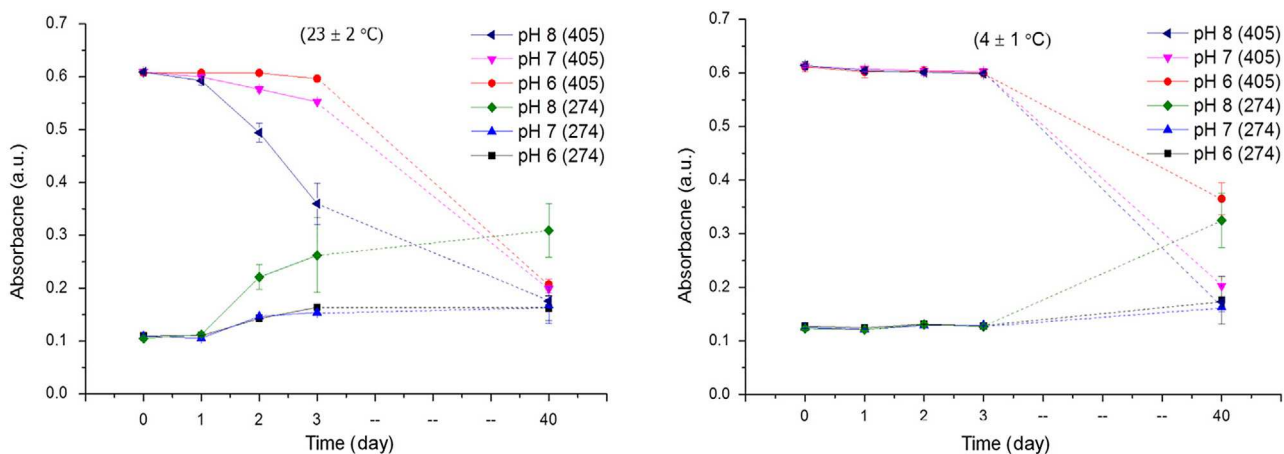 0.7
0.6
0.5
0.4
0.3
0.2
0.1
0.0
Absorbacne (a.u.)
(23 ± 2 °C)
pH 8 (405)
pH 7 (405)
pH 6 (405)
pH 8 (274)
pH 7 (274)
pH 6 (274)
0 1 2 3 -- -- -- 40
Time (day)
0.7
0.6
0.5
0.4
0.3
0.2
0.1
0.0
Absorbacne (a.u.)
(4 ± 1 °C)
pH 8 (405)
pH 7 (405)
pH 6 (405)
pH 8 (274)
pH 7 (274)
pH 6 (274)
0 1 2 3 -- -- -- 40
Time (day)